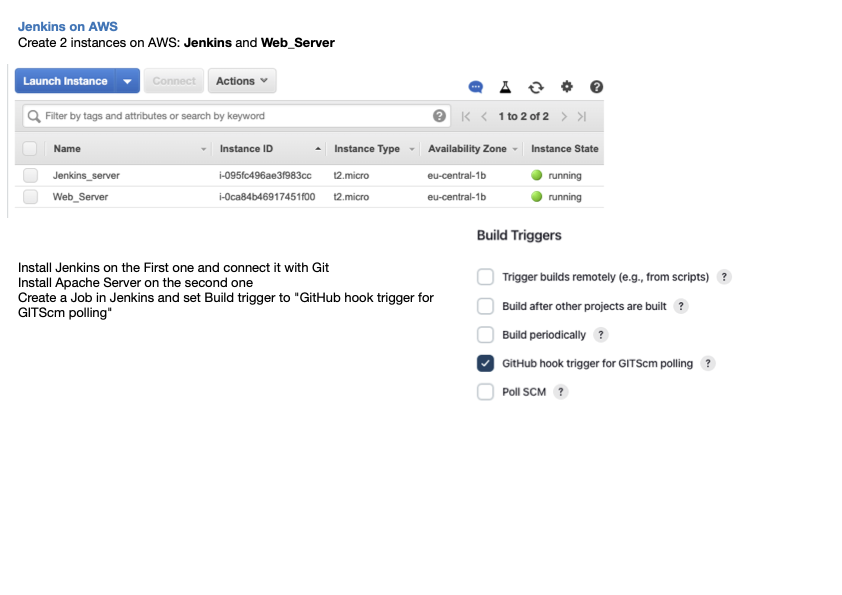 Jenkins on AWS
Create 2 instances on AWS: Jenkins and Web_Server
Launch Instance Connect Actions
Filter by tags and attributes or search by keyword ? 1 to 2 of 2 ?
Name Instance ID Instance Type Availability Zone Instance State
Jenkins_server i-095fc496ae3f983cc t2.micro eu-central-1b running
Web_Server i-0ca84b46917451f00 t2.micro eu-central-1b running
Build Triggers
Install Jenkins on the First one and connect it with Git
Install Apache Server on the second one
Create a Job in Jenkins and set Build trigger to "GitHub hook trigger for
GITScm polling"
Trigger builds remotely (e.g., from scripts) ?
Build after other projects are built ?
Build periodically ?
GitHub hook trigger for GITScm polling ?
Poll SCM ?